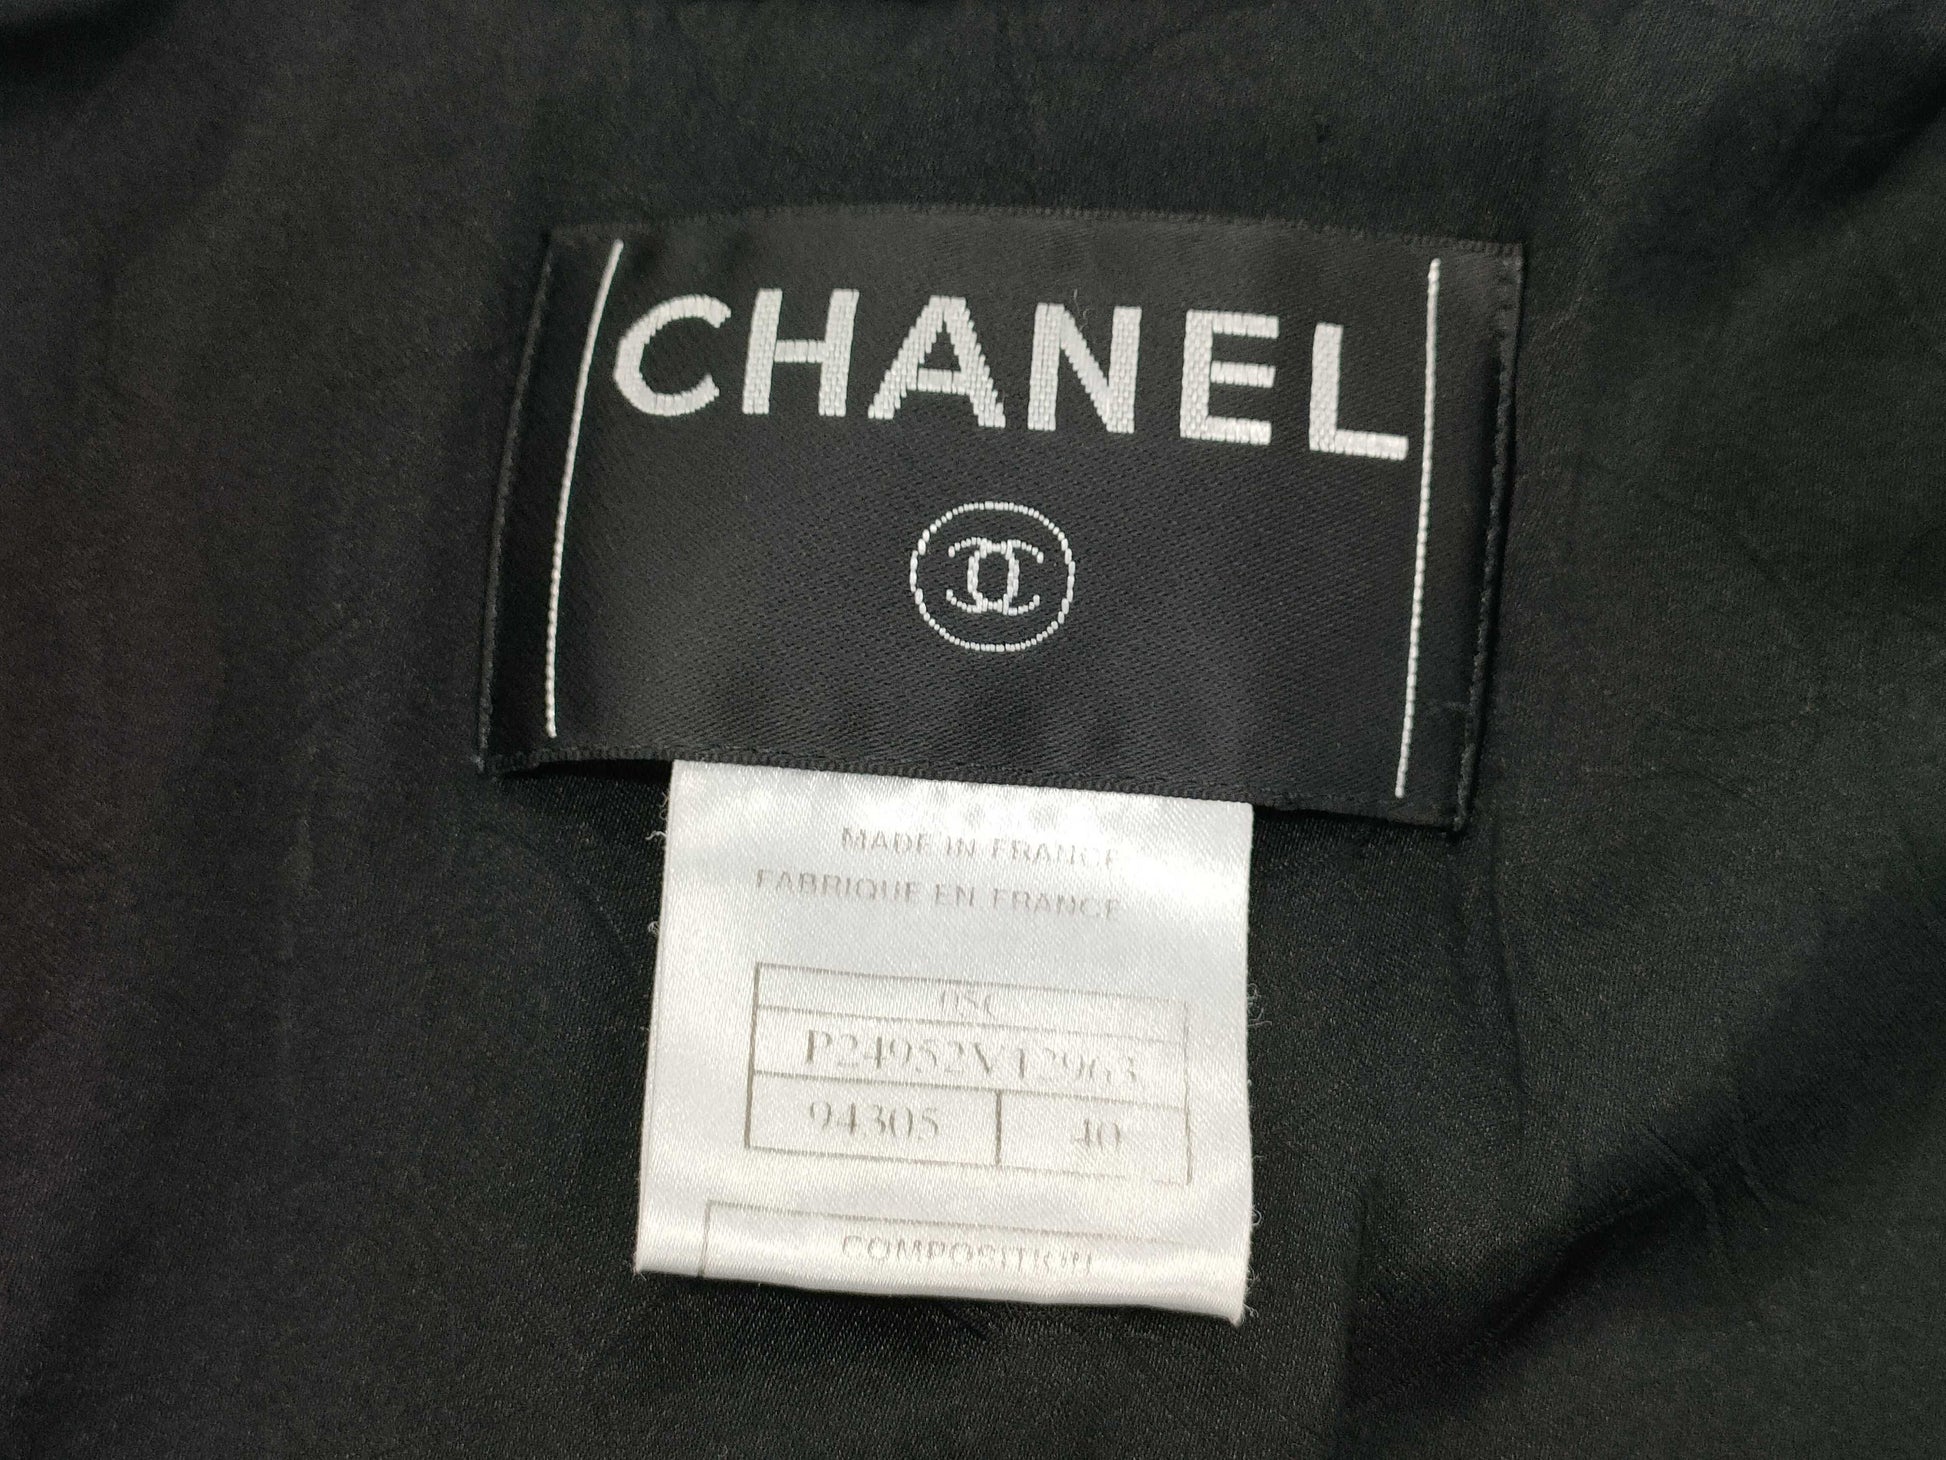 CHANEL
MADE IN FRANCE
FABRIQUE EN FRANCE
05C
P24952V12963
94305 40
COMPOSITION